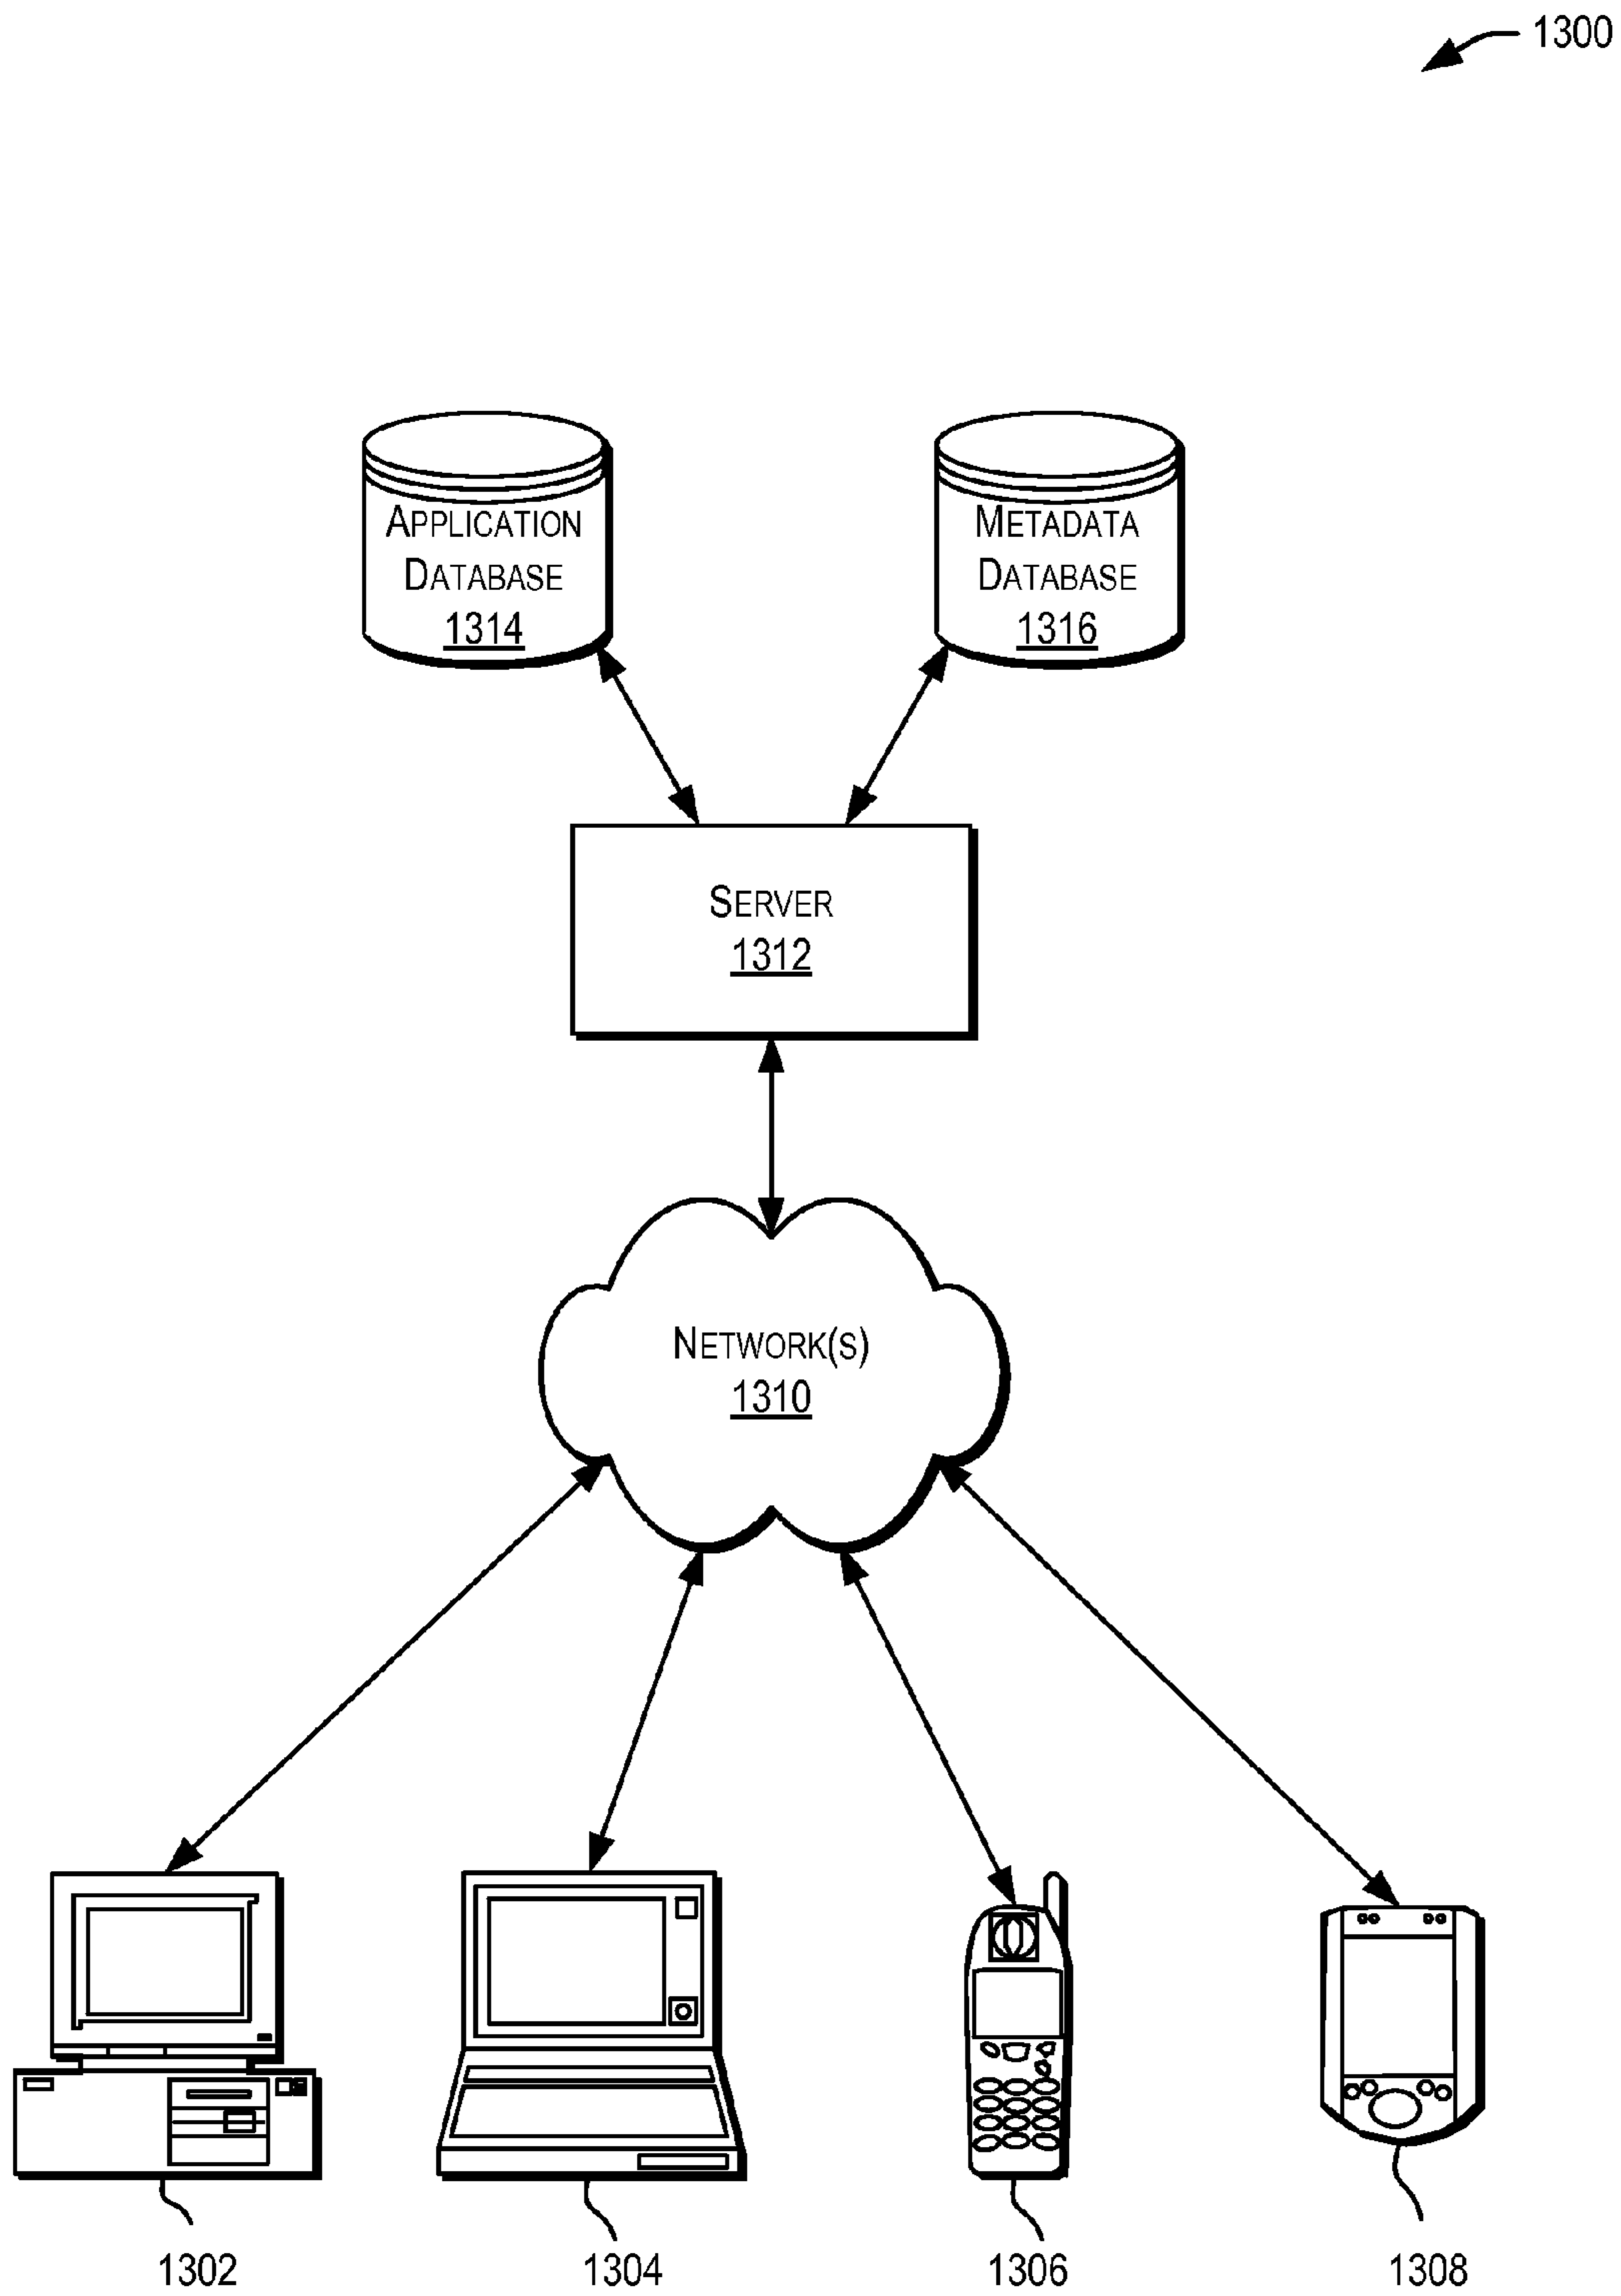 1300
APPLICATION
DATABASE
1314
METADATA
DATABASE
1316
SERVER
1312
NETWORK(S)
1310
1302
1304
1306
1308